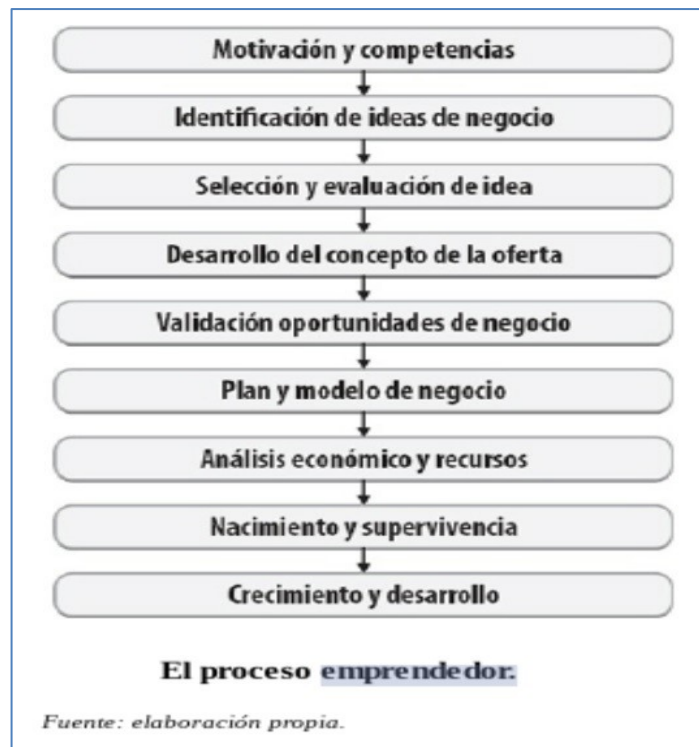 Motivación y competencias
Identificación de ideas de negocio
Selección y evaluación de idea
Desarrollo del concepto de la oferta
Validación oportunidades de negocio
Plan y modelo de negocio
Análisis económico y recursos
Nacimiento y supervivencia
Crecimiento y desarrollo
El proceso emprendedor.
Fuente: elaboración propia.